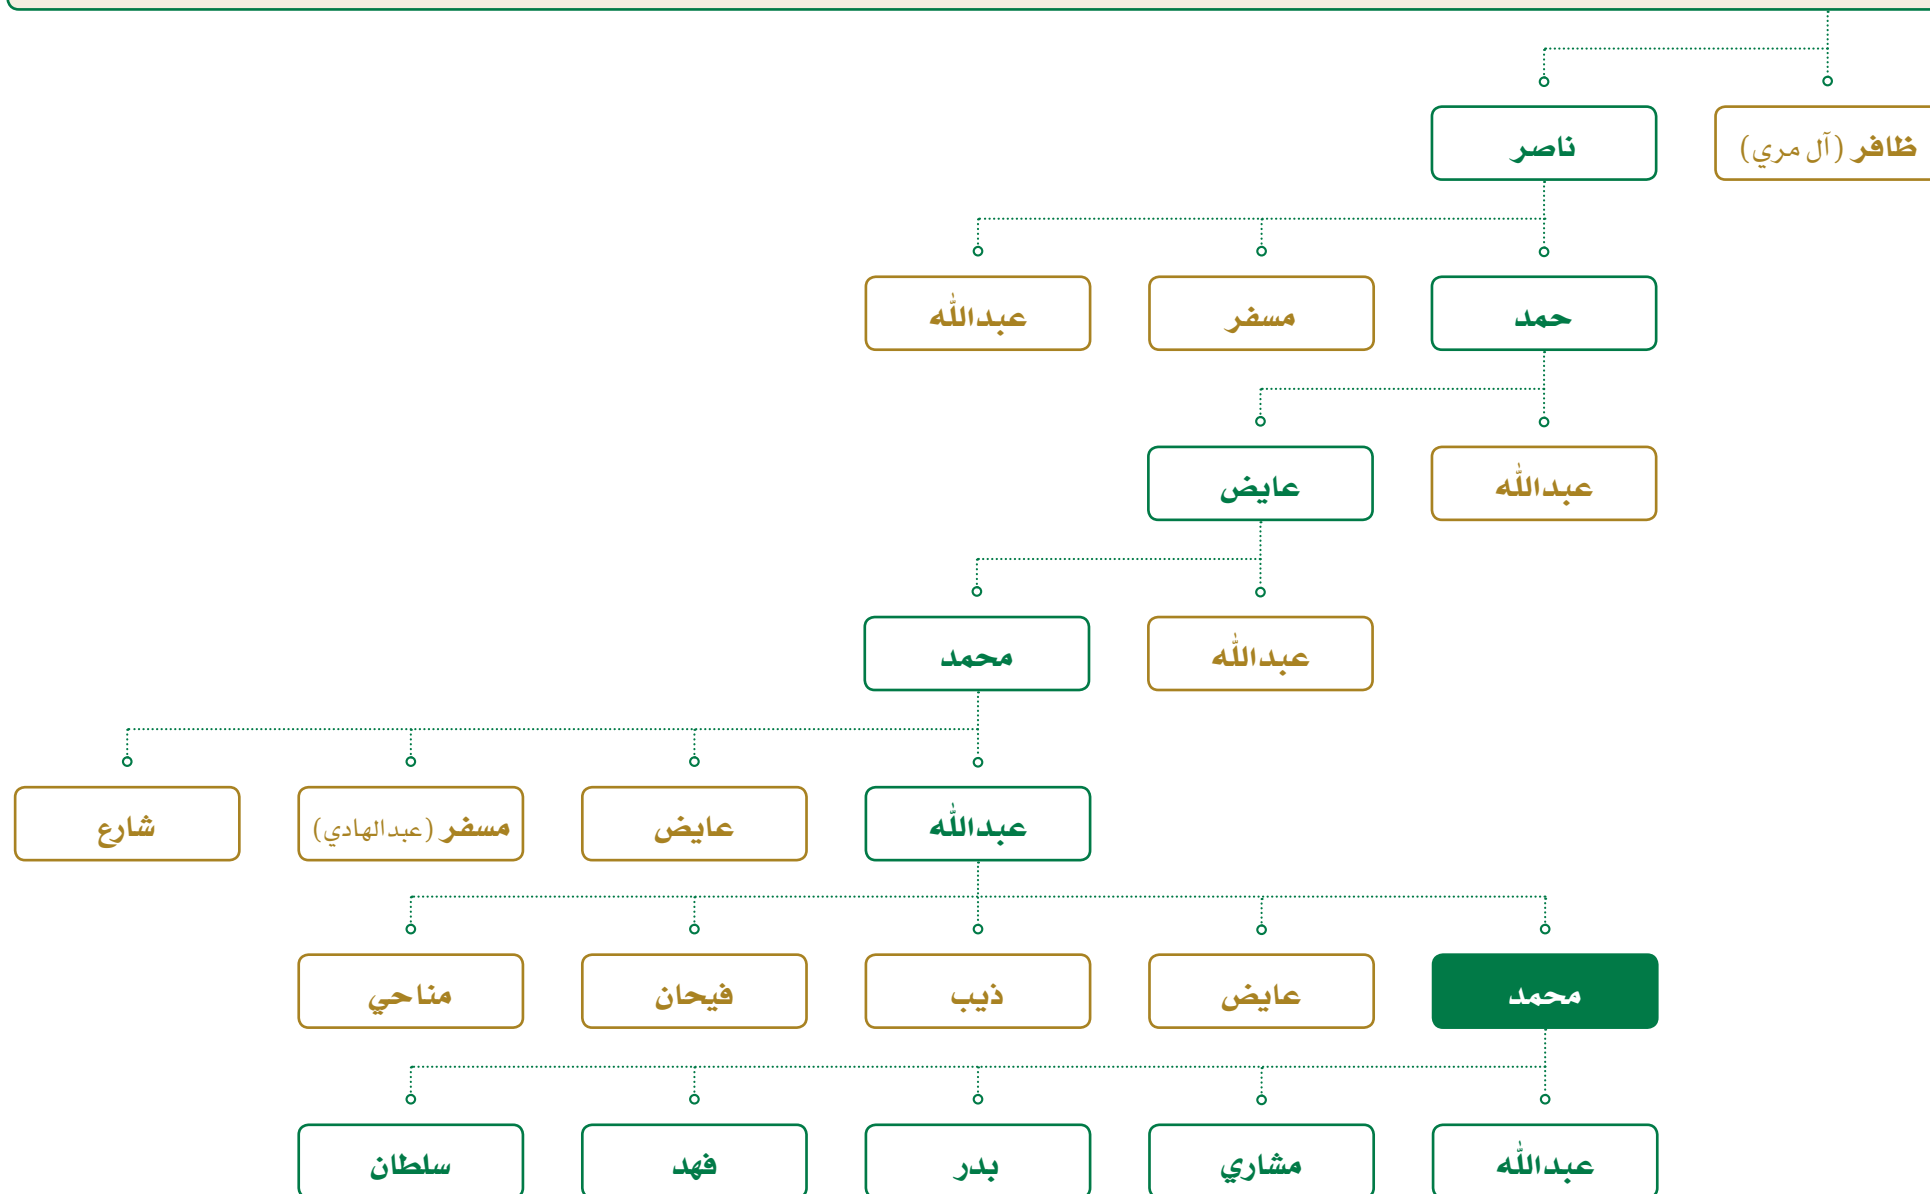 ظافر (آل مري)
ناصر
حمد
مسفر
عبدالله
عبدالله
عايض
عبدالله
محمد
عبدالله
عايض
مسفر (عبدالهادي)
شارع
محمد
عايض
ذيب
فيحان
مناحي
عبدالله
مشاري
بدر
فهد
سلطان